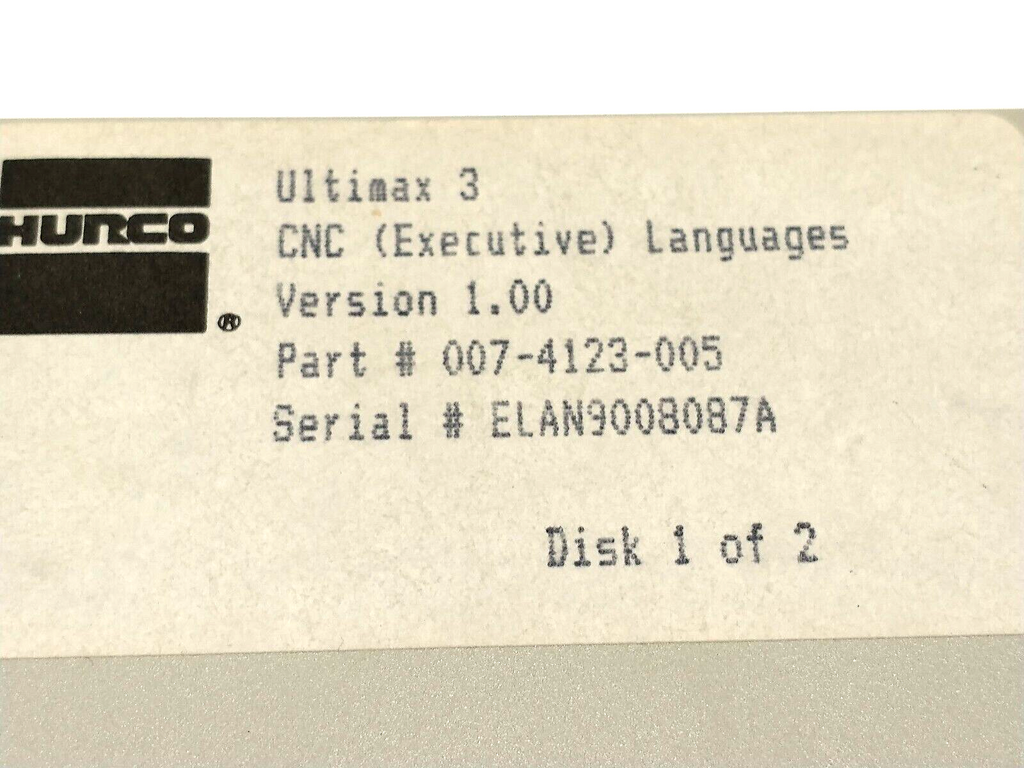 HURCO
®
Ultimax 3
CNC (Executive) Languages
Version 1.00
Part # 007-4123-005
Serial # ELAN9008087A
Disk 1 of 2